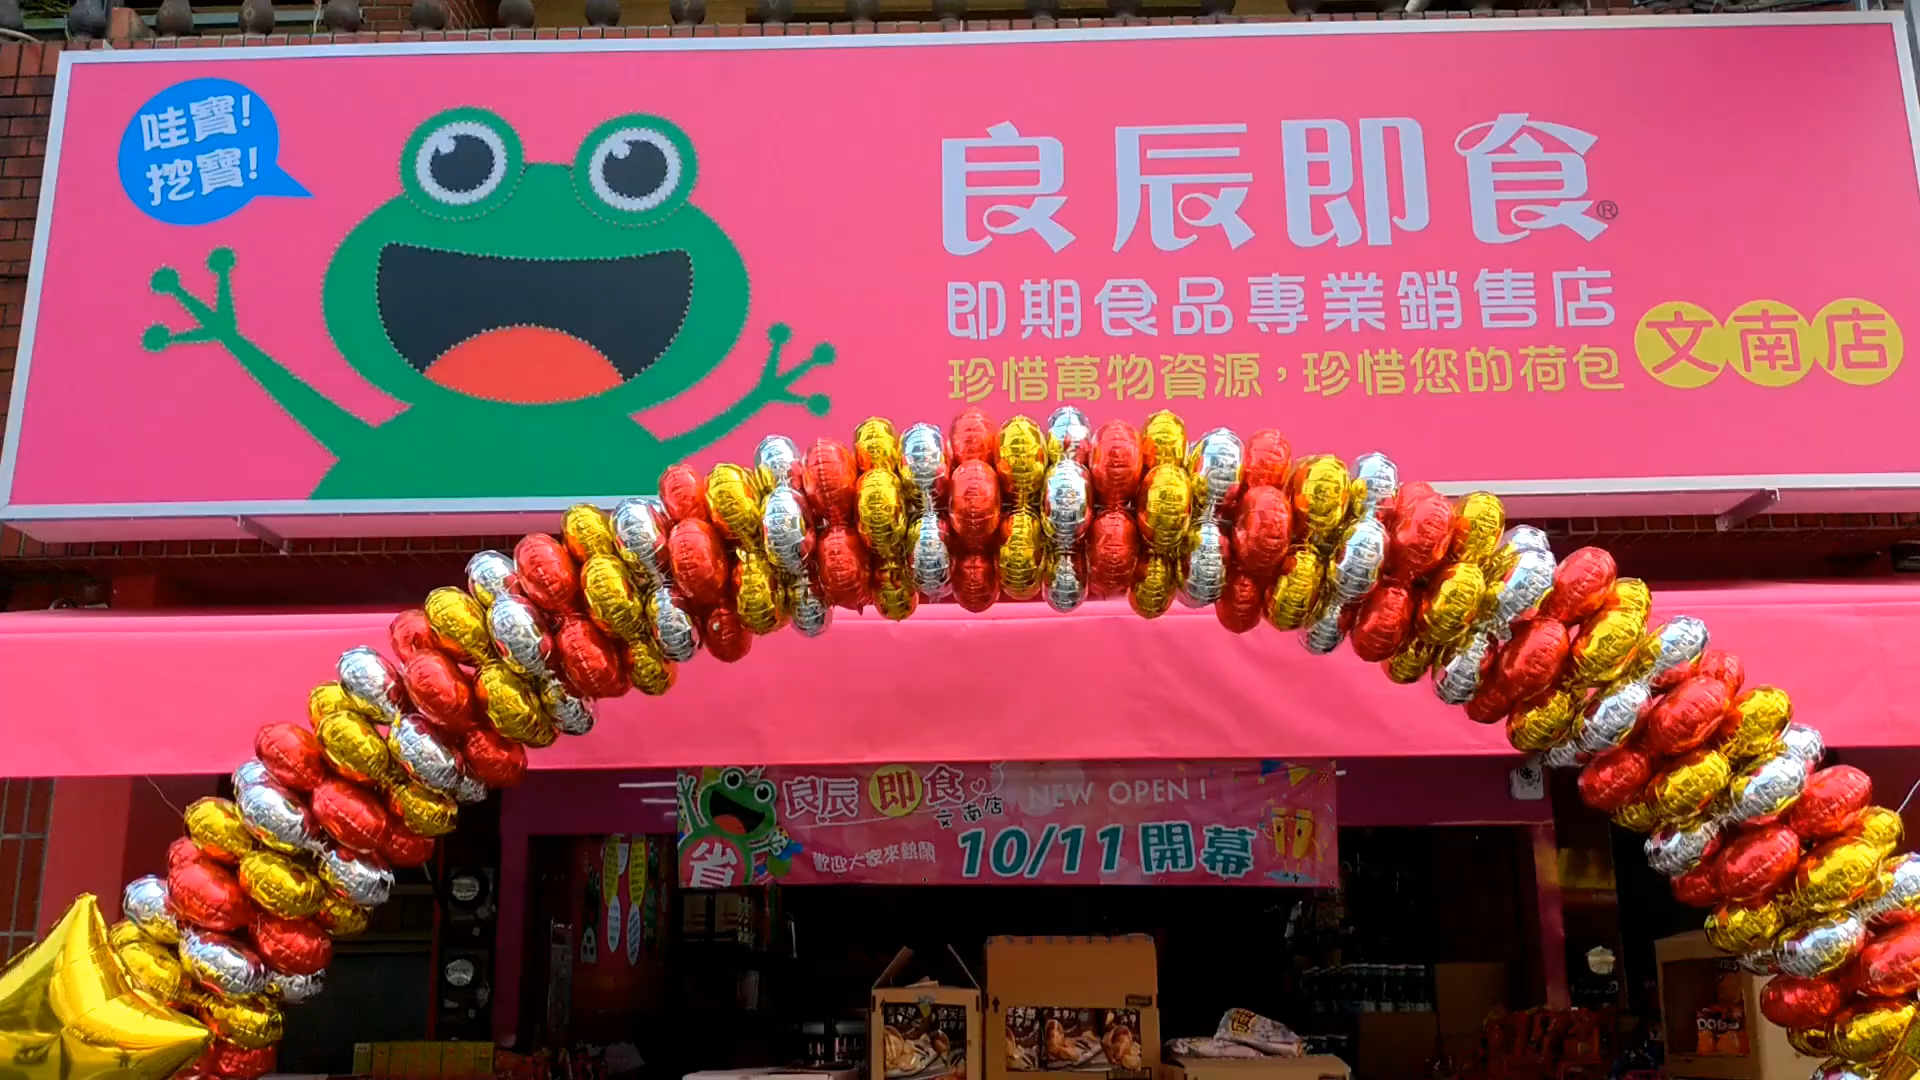 哇寶!
挖寶!
良辰即食®
即期食品專業銷售店
珍惜萬物資源，珍惜您的荷包
文南店
良辰即食
文南店
NEW OPEN!
歡迎大家來熱鬧
10/11開幕
省